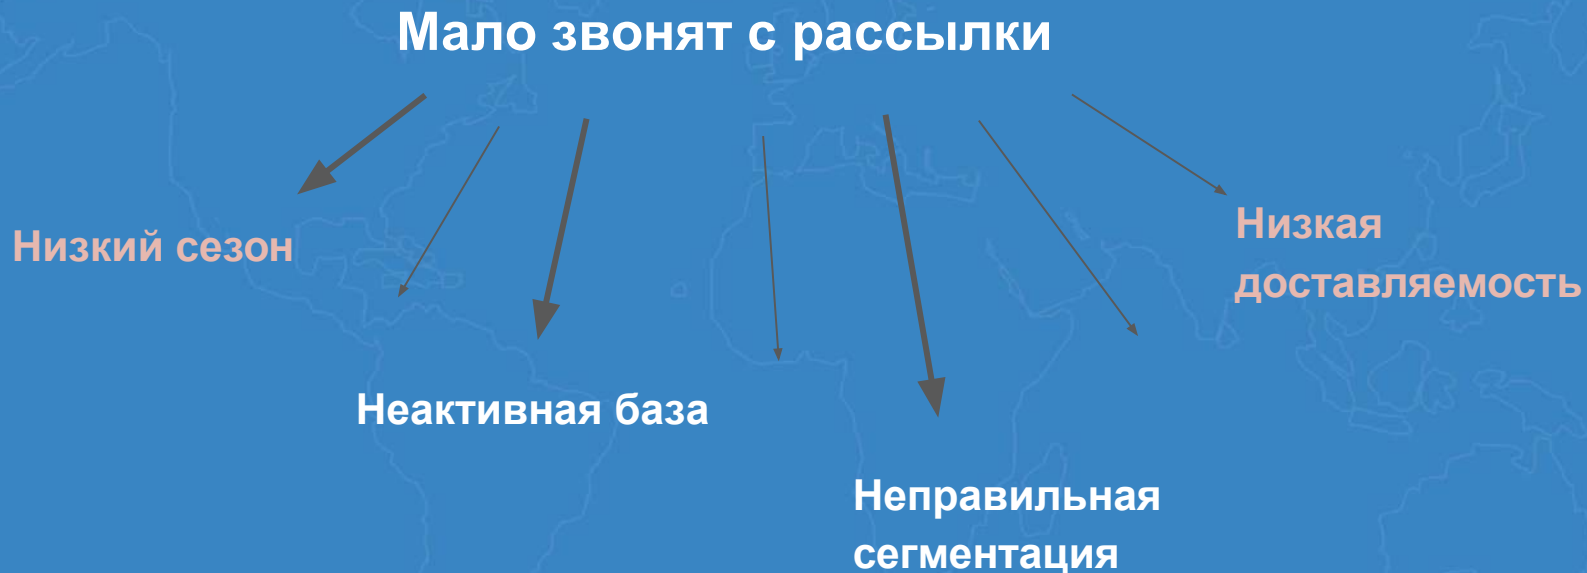 Мало звонят с рассылки
Низкий сезон
Низкая
доставляемость
Неактивная база
Неправильная
сегментация